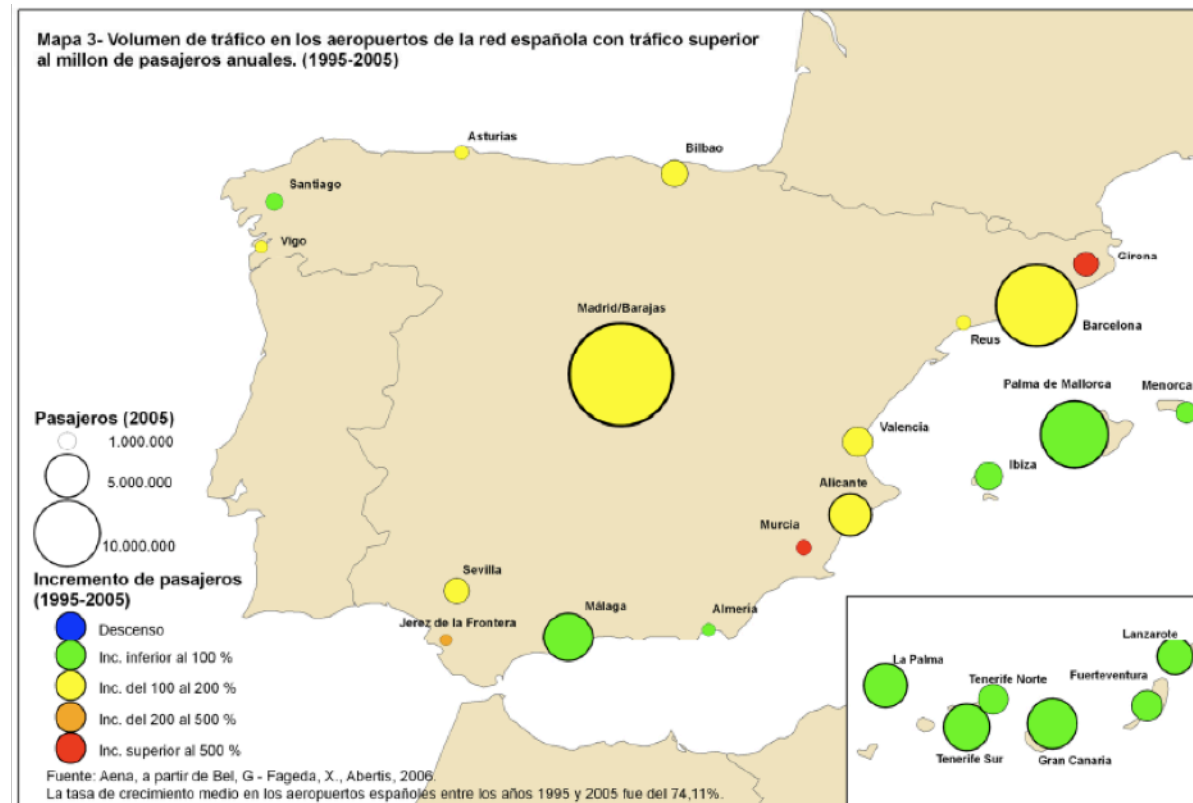 Mapa 3- Volumen de tráfico en los aeropuertos de la red española con tráfico superior
al millon de pasajeros anuales. (1995-2005)
Asturias
Bilbao
Santiago
Vigo
Girona
Madrid/Barajas
Barcelona
Reus
Palma de Mallorca
Menorca
Pasajeros (2005)
1.000.000
5.000.000
10.000.000
Valencia
Ibiza
Alicante
Murcia
Sevilla
Jerez de la Frontera
Málaga
Almeria
Incremento de pasajeros
(1995-2005)
Descenso
Inc. inferior al 100 %
Inc. del 100 al 200 %
Inc. del 200 al 500 %
Inc. superior al 500 %
Lanzarote
La Palma
Tenerife Norte
Fuerteventura
Tenerife Sur
Gran Canaria
Fuente: Aena, a partir de Bel, G - Fageda, X., Abertis, 2006.
La tasa de crecimiento medio en los aeropuertos españoles entre los años 1995 y 2005 fue del 74,11%.